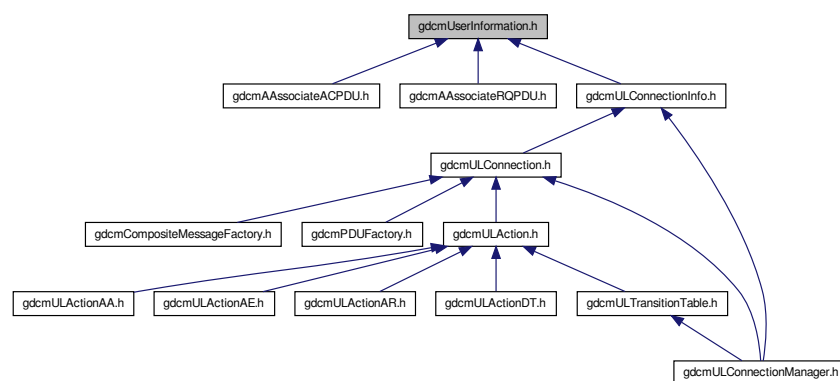 gdcmUserInformation.h
gdcmAAssociateACPDU.h
gdcmAAssociateRQPDU.h
gdcmULConnectionInfo.h
gdcmULConnection.h
gdcmCompositeMessageFactory.h
gdcmPDUFactory.h
gdcmULAction.h
gdcmULActionAA.h
gdcmULActionAE.h
gdcmULActionAR.h
gdcmULActionDT.h
gdcmULTransitionTable.h
gdcmULConnectionManager.h